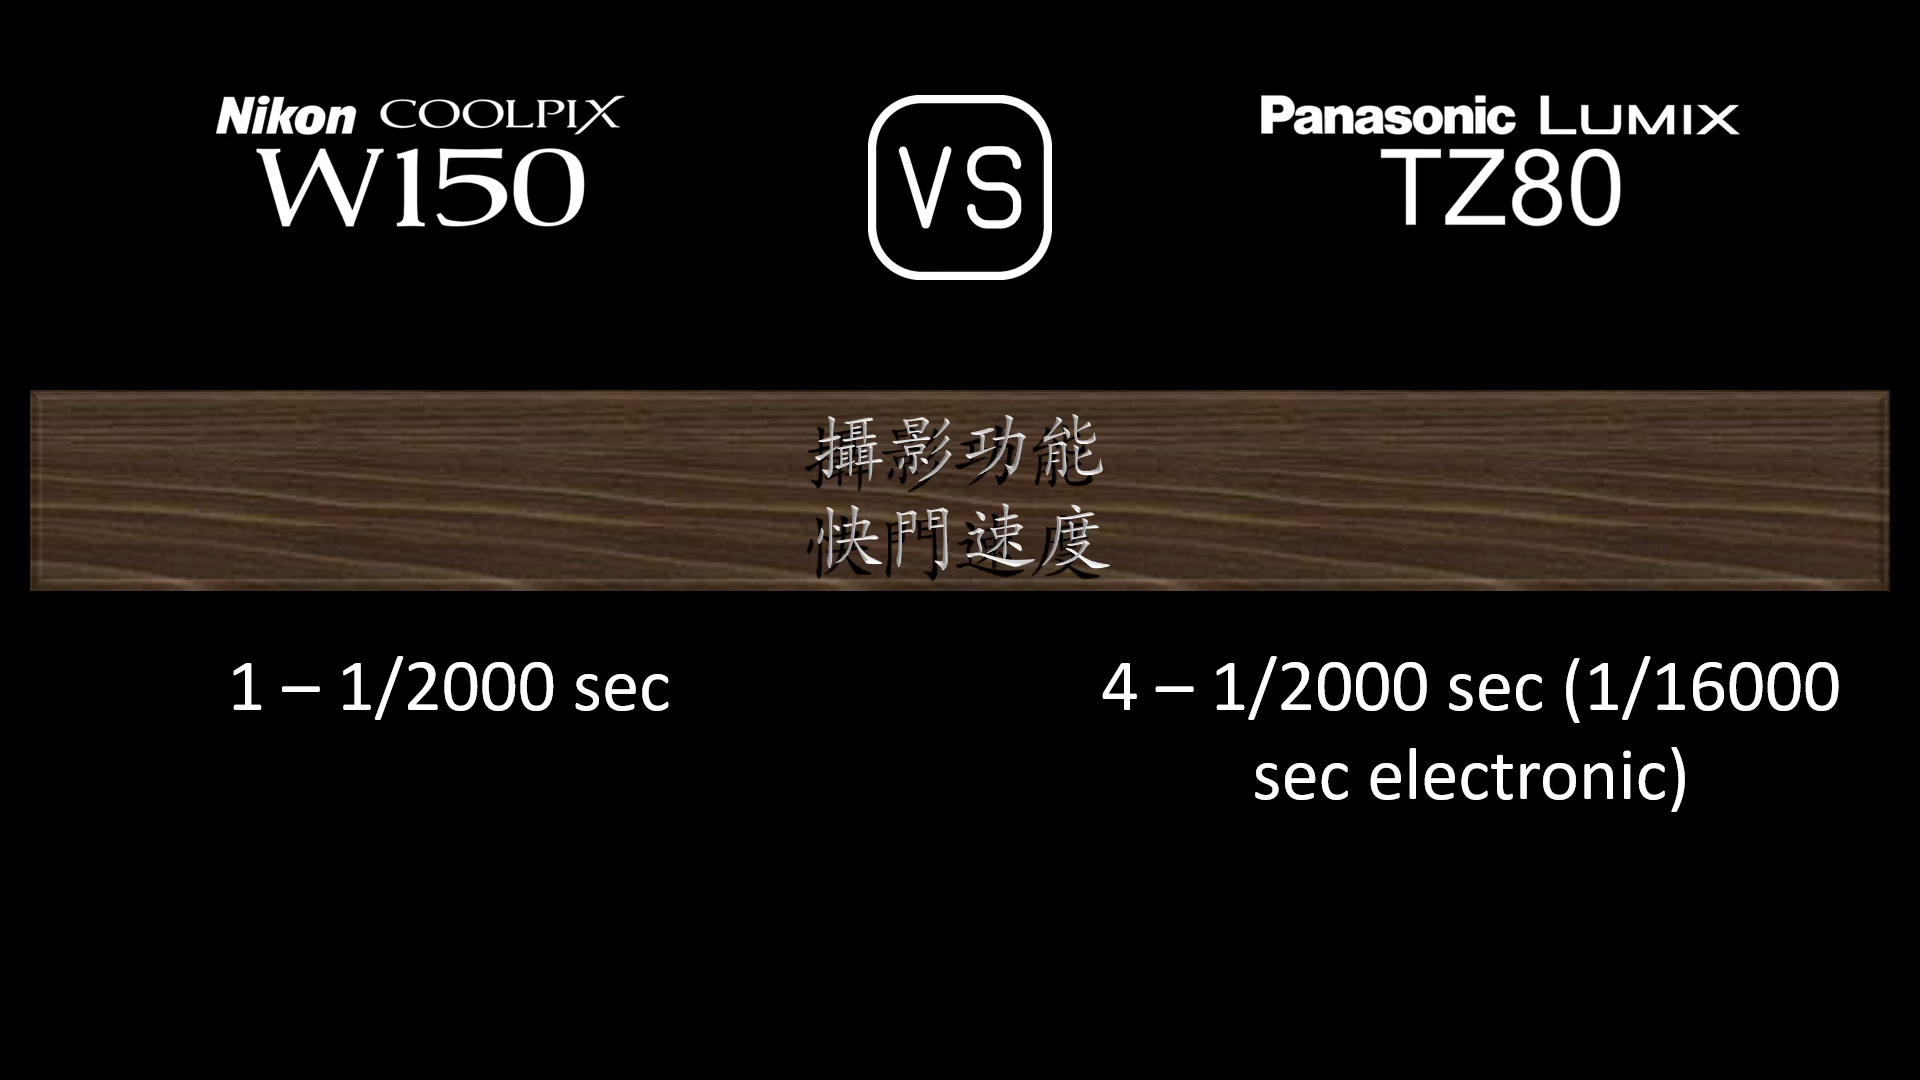 Nikon COOLPIX
W150
VS
Panasonic LUMIX
TZ80
攝影功能
快門速度
1 – 1/2000 sec
4 – 1/2000 sec (1/16000
sec electronic)